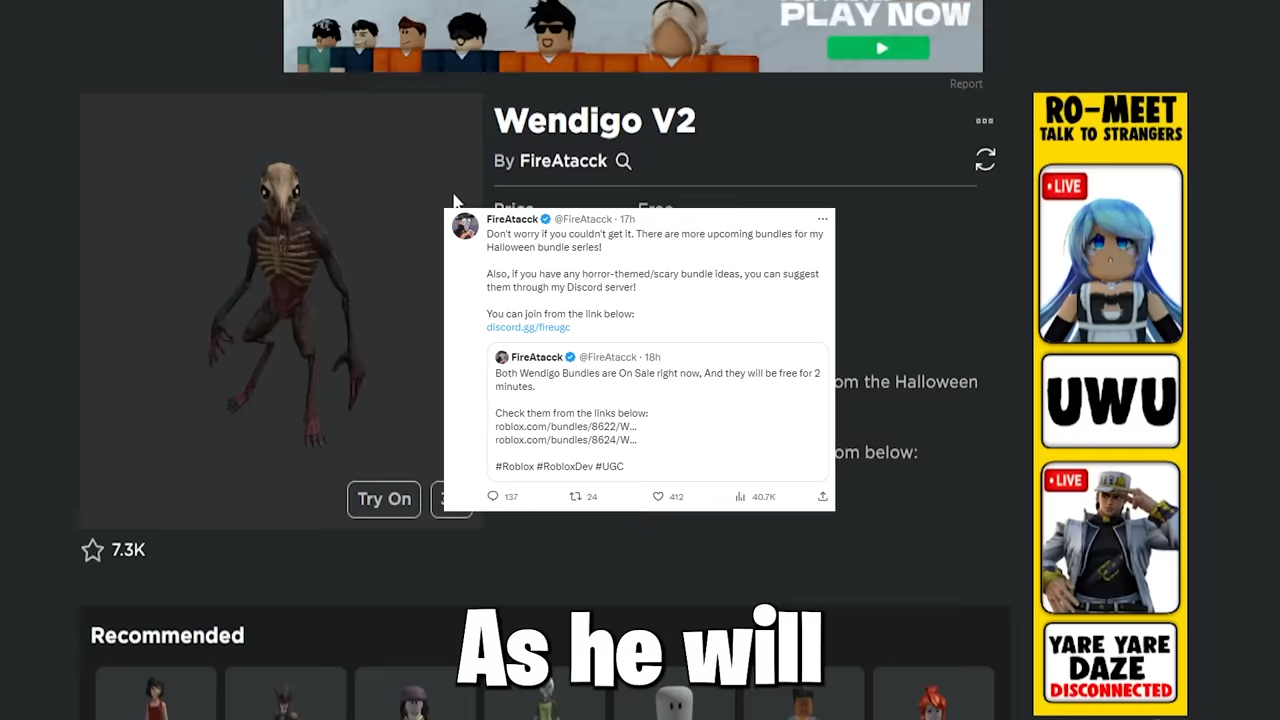 PLAY NOW
Report
Wendigo V2
By FireAtacck
Price Free
FireAtacck @FireAtacck · 17h
Don't worry if you couldn't get it. There are more upcoming bundles for my
Halloween bundle series!
Also, if you have any horror-themed/scary bundle ideas, you can suggest
them through my Discord server!
You can join from the link below:
discord.gg/fireugc
FireAtacck @FireAtacck · 18h
Both Wendigo Bundles are On Sale right now, And they will be free for 2
minutes.
Check them from the links below:
roblox.com/bundles/8622/W...
roblox.com/bundles/8624/W...
#Roblox #RobloxDev #UGC
137 24 412 40.7K
om the Halloween
om below:
Try On
7.3K
Recommended
As he will
RO-MEET
TALK TO STRANGERS
• LIVE
UWU
• LIVE
YARE YARE
DAZE
DISCONNECTED